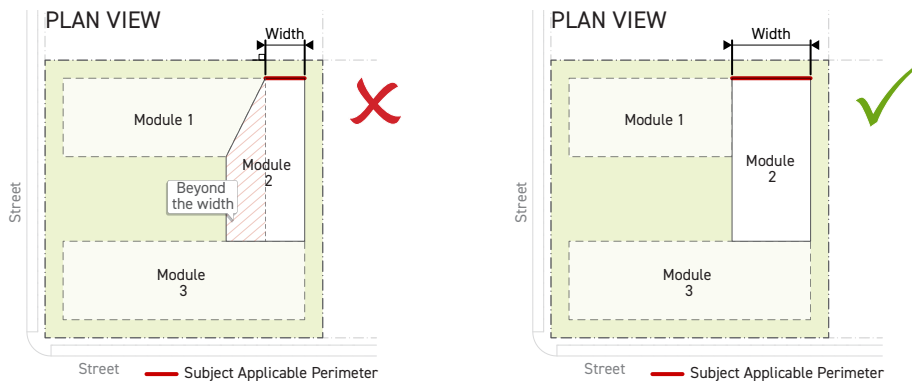 PLAN VIEW
Width
Module 1
Module
2
Beyond
the width
Module
3
Street
Street
Subject Applicable Perimeter
PLAN VIEW
Width
Module 1
Module
2
Module
3
Street
Street
Subject Applicable Perimeter